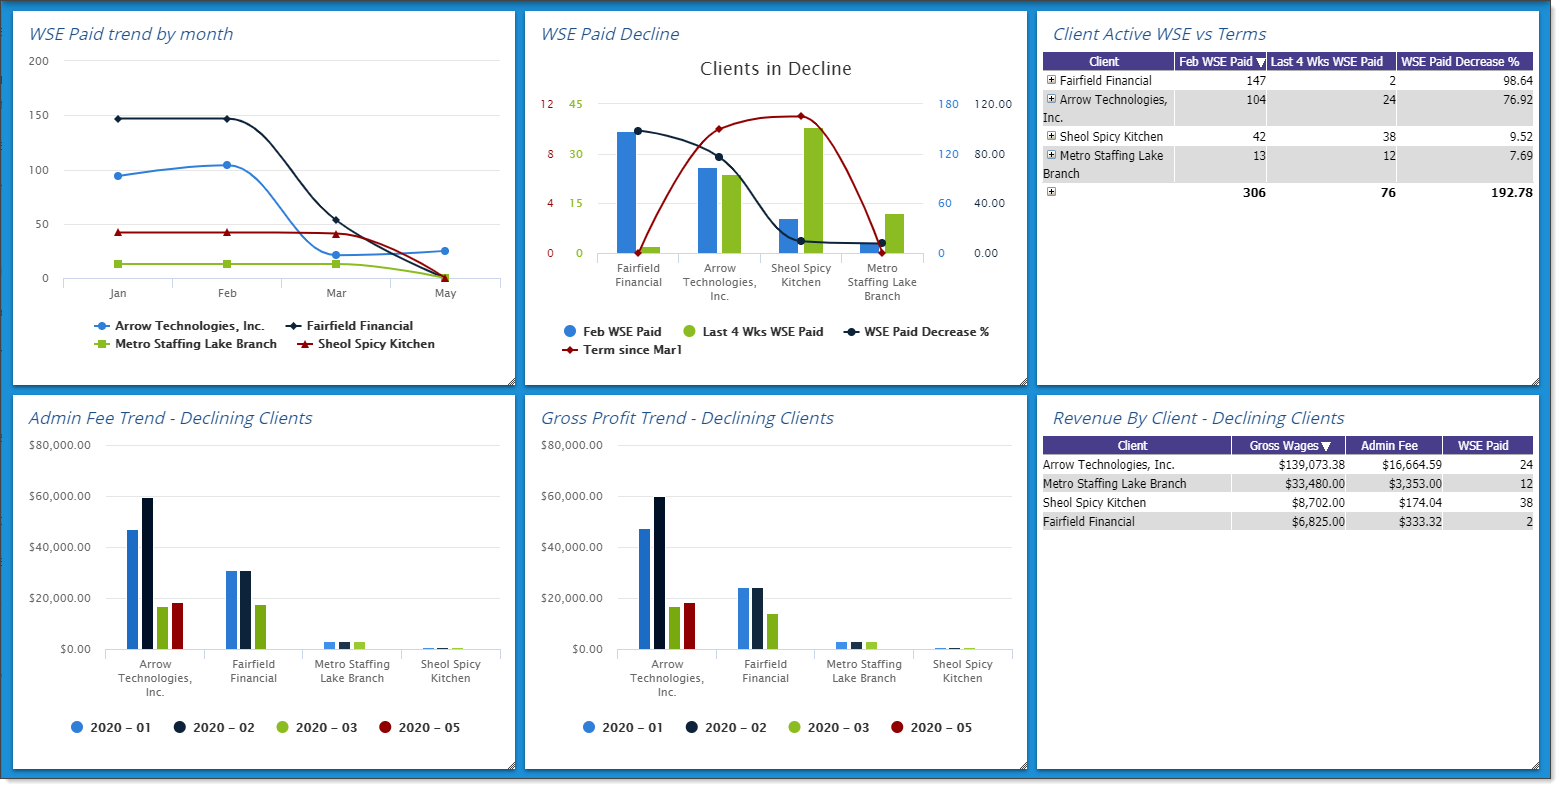 WSE Paid trend by month
200
150
100
50
0
Jan Feb Mar May
Arrow Technologies, Inc. Fairfield Financial
Metro Staffing Lake Branch Sheol Spicy Kitchen
WSE Paid Decline
Clients in Decline
12 45 180 120.00
8 30 120 80.00
4 15 60 40.00
0 0 0 0.00
Fairfield Arrow Sheol Spicy Metro
Financial Technologies, Kitchen Staffing Lake
Inc. Branch
Feb WSE Paid Last 4 Wks WSE Paid WSE Paid Decrease %
Term since Mar1
Client Active WSE vs Terms
Client Feb WSE Paid ▼ Last 4 Wks WSE Paid WSE Paid Decrease %
Fairfield Financial 147 2 98.64
Arrow Technologies, 104 24 76.92
Inc.
Sheol Spicy Kitchen 42 38 9.52
Metro Staffing Lake 13 12 7.69
Branch
306 76 192.78
Admin Fee Trend - Declining Clients
$80,000.00
$60,000.00
$40,000.00
$20,000.00
$0.00
Arrow Fairfield Metro Staffing Sheol Spicy
Technologies, Financial Lake Branch Kitchen
Inc.
2020 - 01 2020 - 02 2020 - 03 2020 - 05
Gross Profit Trend - Declining Clients
$80,000.00
$60,000.00
$40,000.00
$20,000.00
$0.00
Arrow Fairfield Metro Staffing Sheol Spicy
Technologies, Financial Lake Branch Kitchen
Inc.
2020 - 01 2020 - 02 2020 - 03 2020 - 05
Revenue By Client - Declining Clients
Client Gross Wages ▼ Admin Fee WSE Paid
Arrow Technologies, Inc. $139,073.38 $16,664.59 24
Metro Staffing Lake Branch $33,480.00 $3,353.00 12
Sheol Spicy Kitchen $8,702.00 $174.04 38
Fairfield Financial $6,825.00 $333.32 2